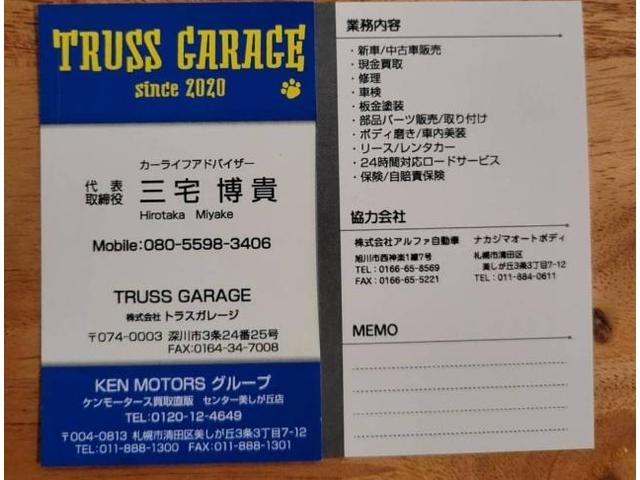 TRUSS GARAGE
since 2020
カーライフアドバイザー
代表
取締役
三宅 博貴
Hirotaka Miyake
Mobile:080-5598-3406
TRUSS GARAGE
株式会社 トラスガレージ
〒074-0003 深川市3条24番25号
FAX:0164-34-7008
KEN MOTORS グループ
ケンモータース買取直販 センター美しが丘店
TEL:0120-12-4649
〒004-0813 札幌市清田区美しが丘3条3丁目7-12
TEL:011-888-1300 FAX:011-888-1301
業務内容
・新車/中古車販売
・現金買取
・修理
・車検
・板金塗装
・部品パーツ販売/取り付け
・ボディ磨き/車内美装
・リース/レンタカー
・24時間対応ロードサービス
・保険/自賠責保険
協力会社
株式会社アルファ自動車
旭川市西神楽1線7号
TEL：0166-65-8569
FAX：0166-65-5221
ナカジマオートボディ
札幌市清田区
美しが丘3条3丁目7-12
TEL：011-884-0611
MEMO